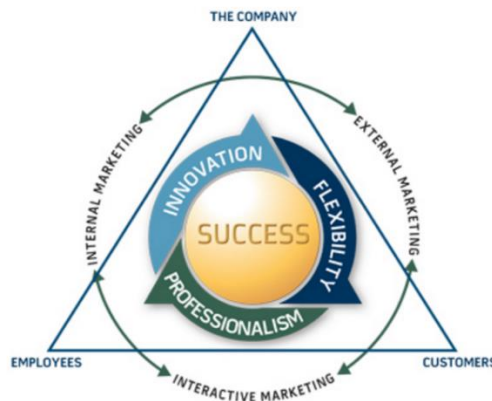 THE COMPANY
INTERNAL MARKETING
EXTERNAL MARKETING
INNOVATION
FLEXIBILITY
SUCCESS
PROFESSIONALISM
EMPLOYEES
CUSTOMERS
INTERACTIVE MARKETING